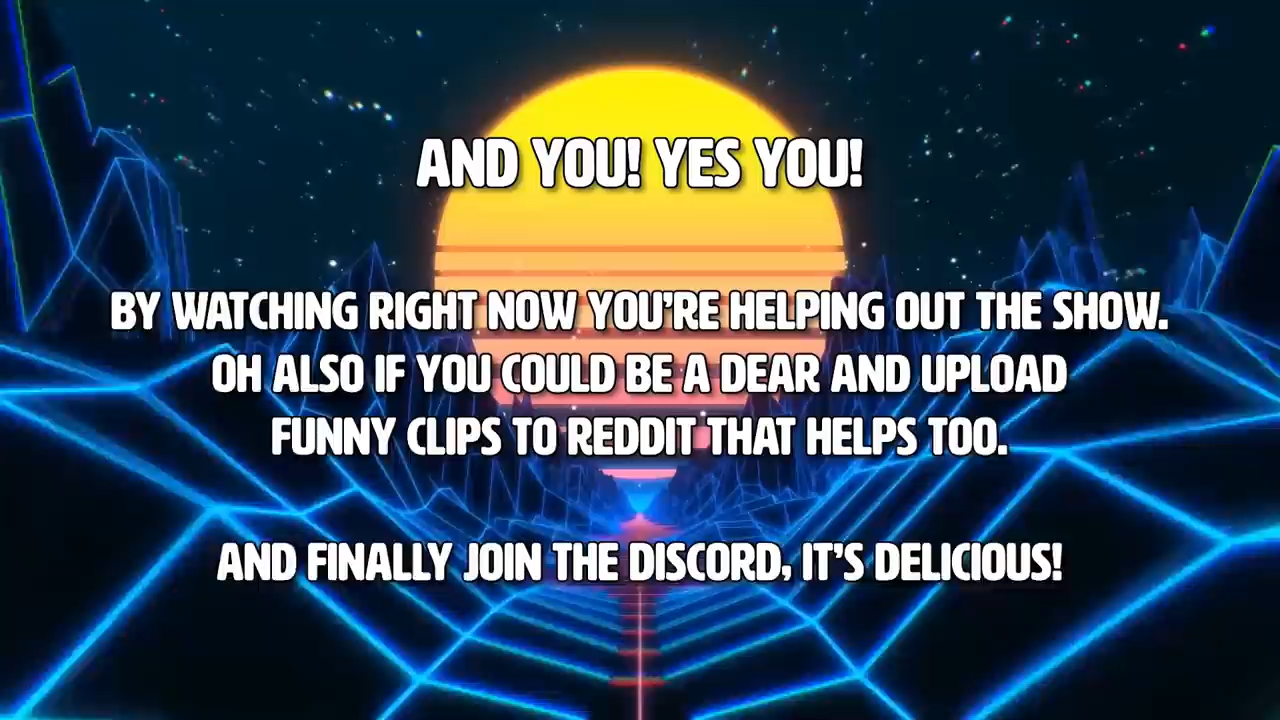 AND YOU! YES YOU!
BY WATCHING RIGHT NOW YOU'RE HELPING OUT THE SHOW.
OH ALSO IF YOU COULD BE A DEAR AND UPLOAD
FUNNY CLIPS TO REDDIT THAT HELPS TOO.
AND FINALLY JOIN THE DISCORD, IT'S DELICIOUS!